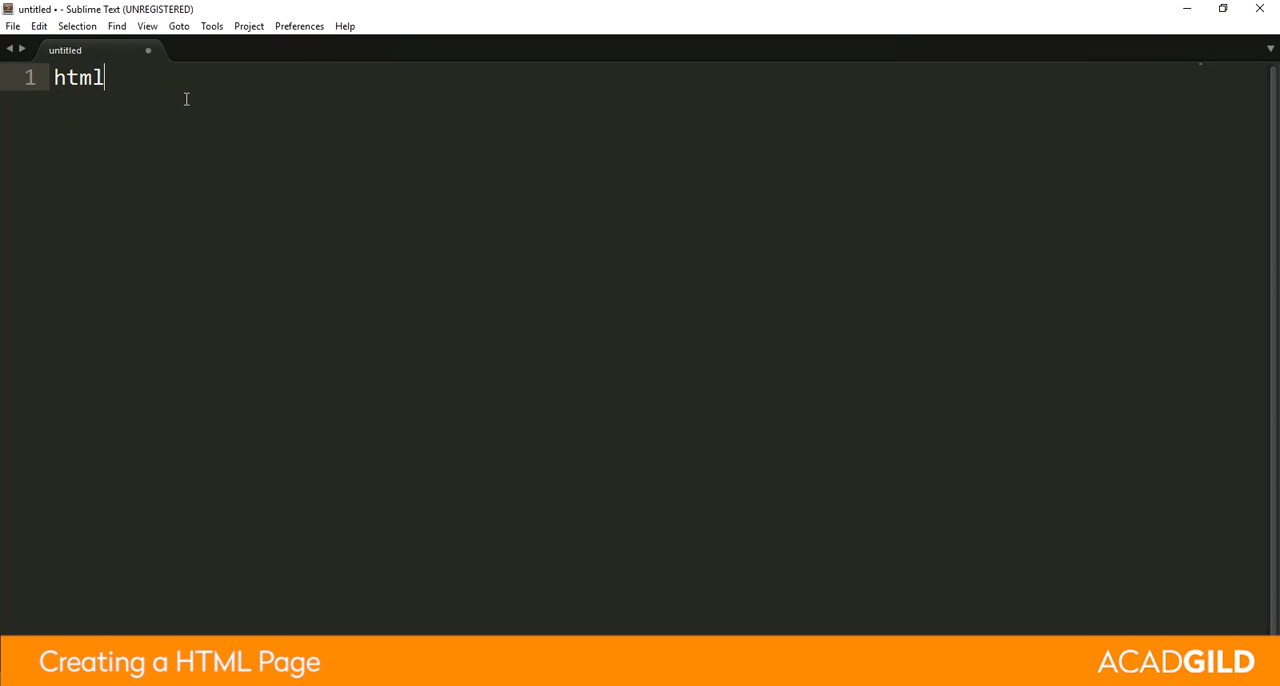 untitled • - Sublime Text (UNREGISTERED)
File Edit Selection Find View Goto Tools Project Preferences Help
untitled
1 html
Creating a HTML Page
ACADGILD